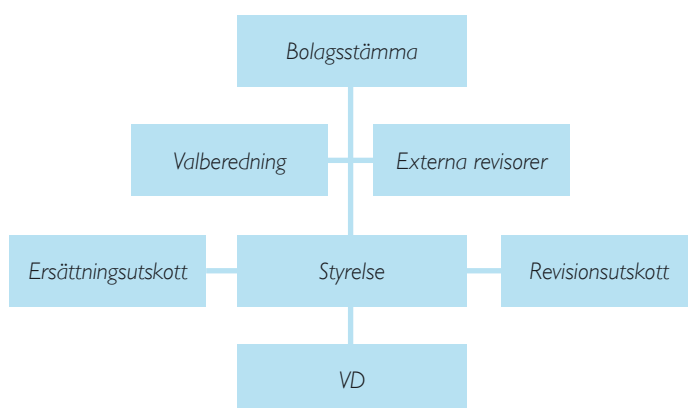 Bolagsstämma
Valberedning
Externa revisorer
Ersättningsutskott
Styrelse
Revisionsutskott
VD